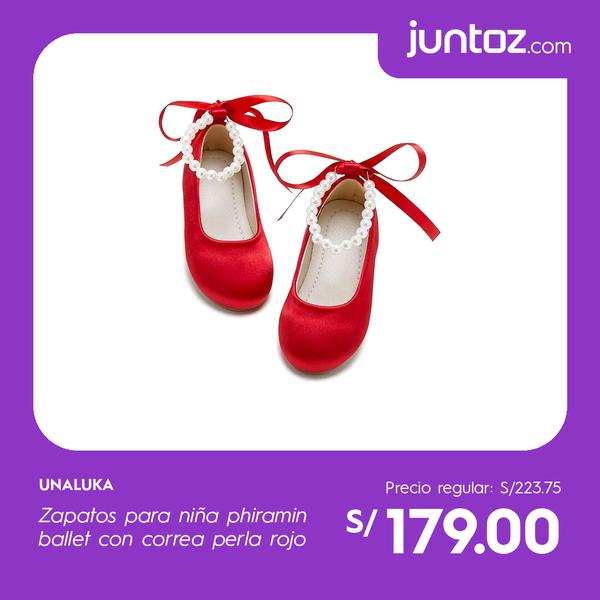 juntoz.com
UNALUKA
Zapatos para niña phiramin
ballet con correa perla rojo
Precio regular: S/223.75
S/179.00